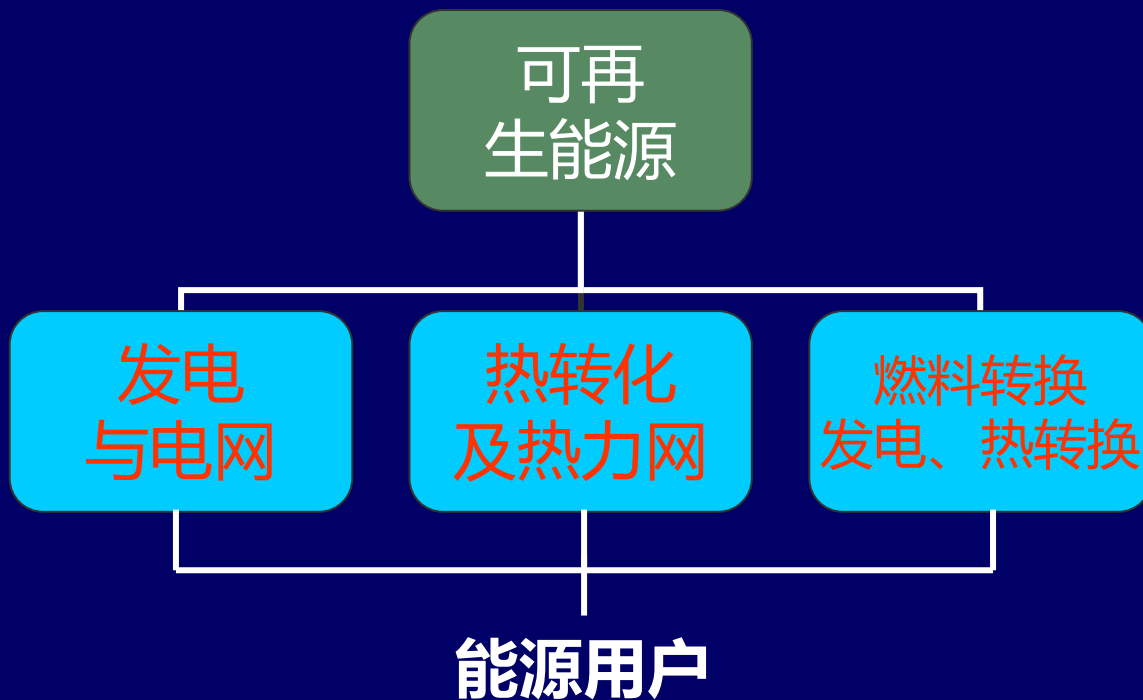 可再
生能源
发电
与电网
热转化
及热力网
燃料转换
发电、热转换
能源用户